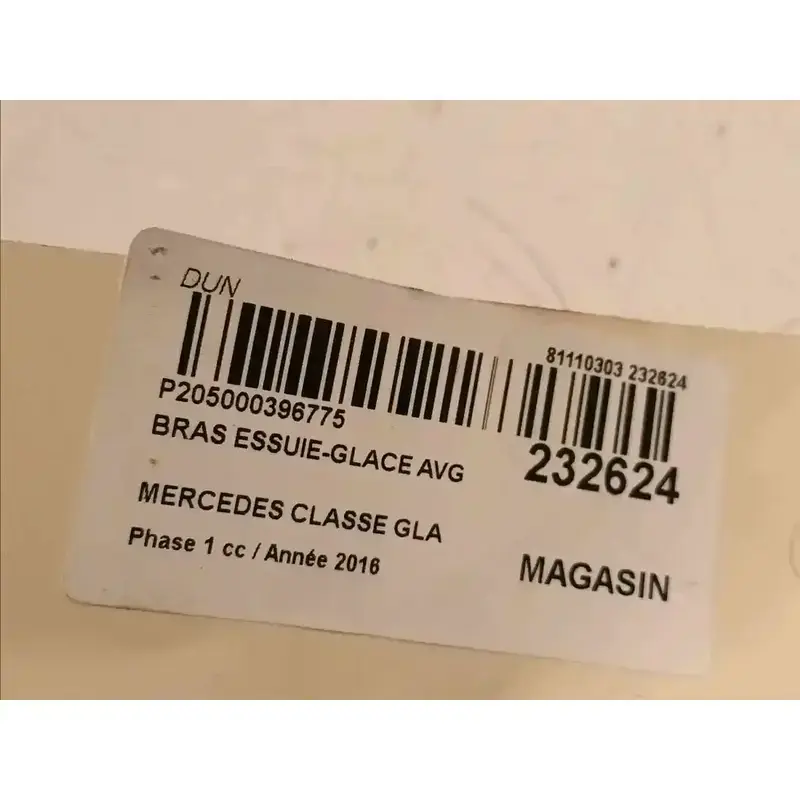 DUN
81110303 232624
P205000396775
BRAS ESSUIE-GLACE AVG
232624
MERCEDES CLASSE GLA
Phase 1 cc / Année 2016
MAGASIN